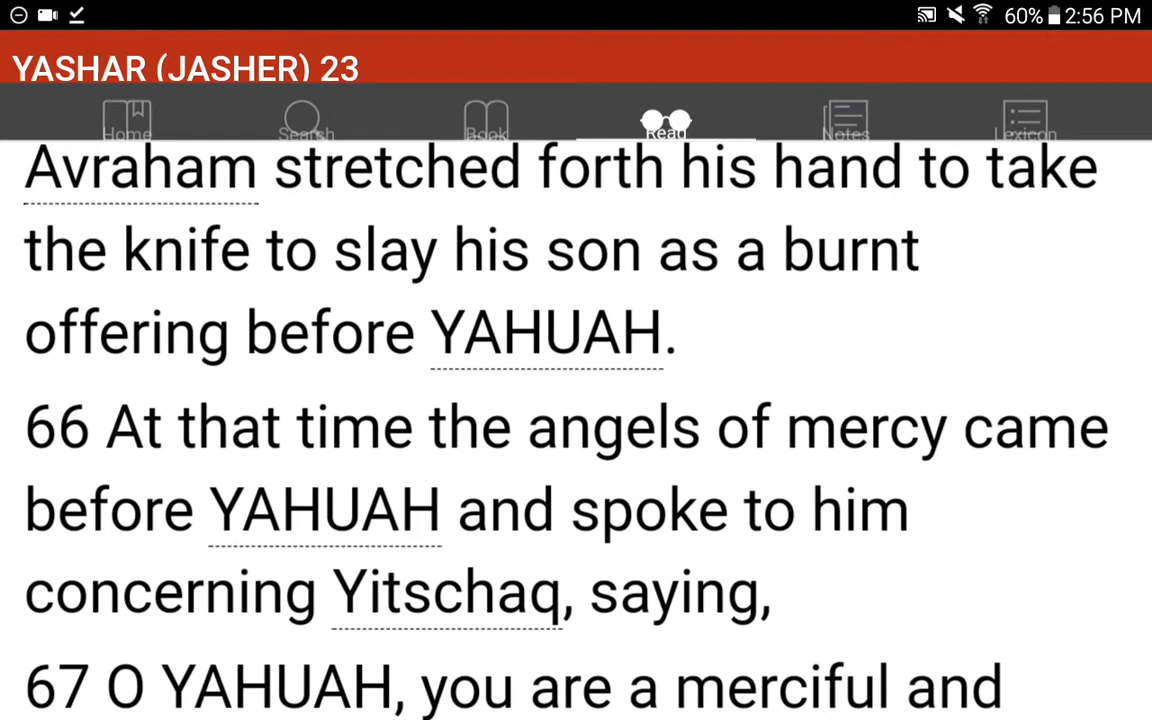 60% 2:56 PM
YASHAR (JASHER) 23
Home Search Book Read Notes Lexicon
Avraham stretched forth his hand to take
the knife to slay his son as a burnt
offering before YAHUAH.
66 At that time the angels of mercy came
before YAHUAH and spoke to him
concerning Yitschaq, saying,
67 O YAHUAH, you are a merciful and